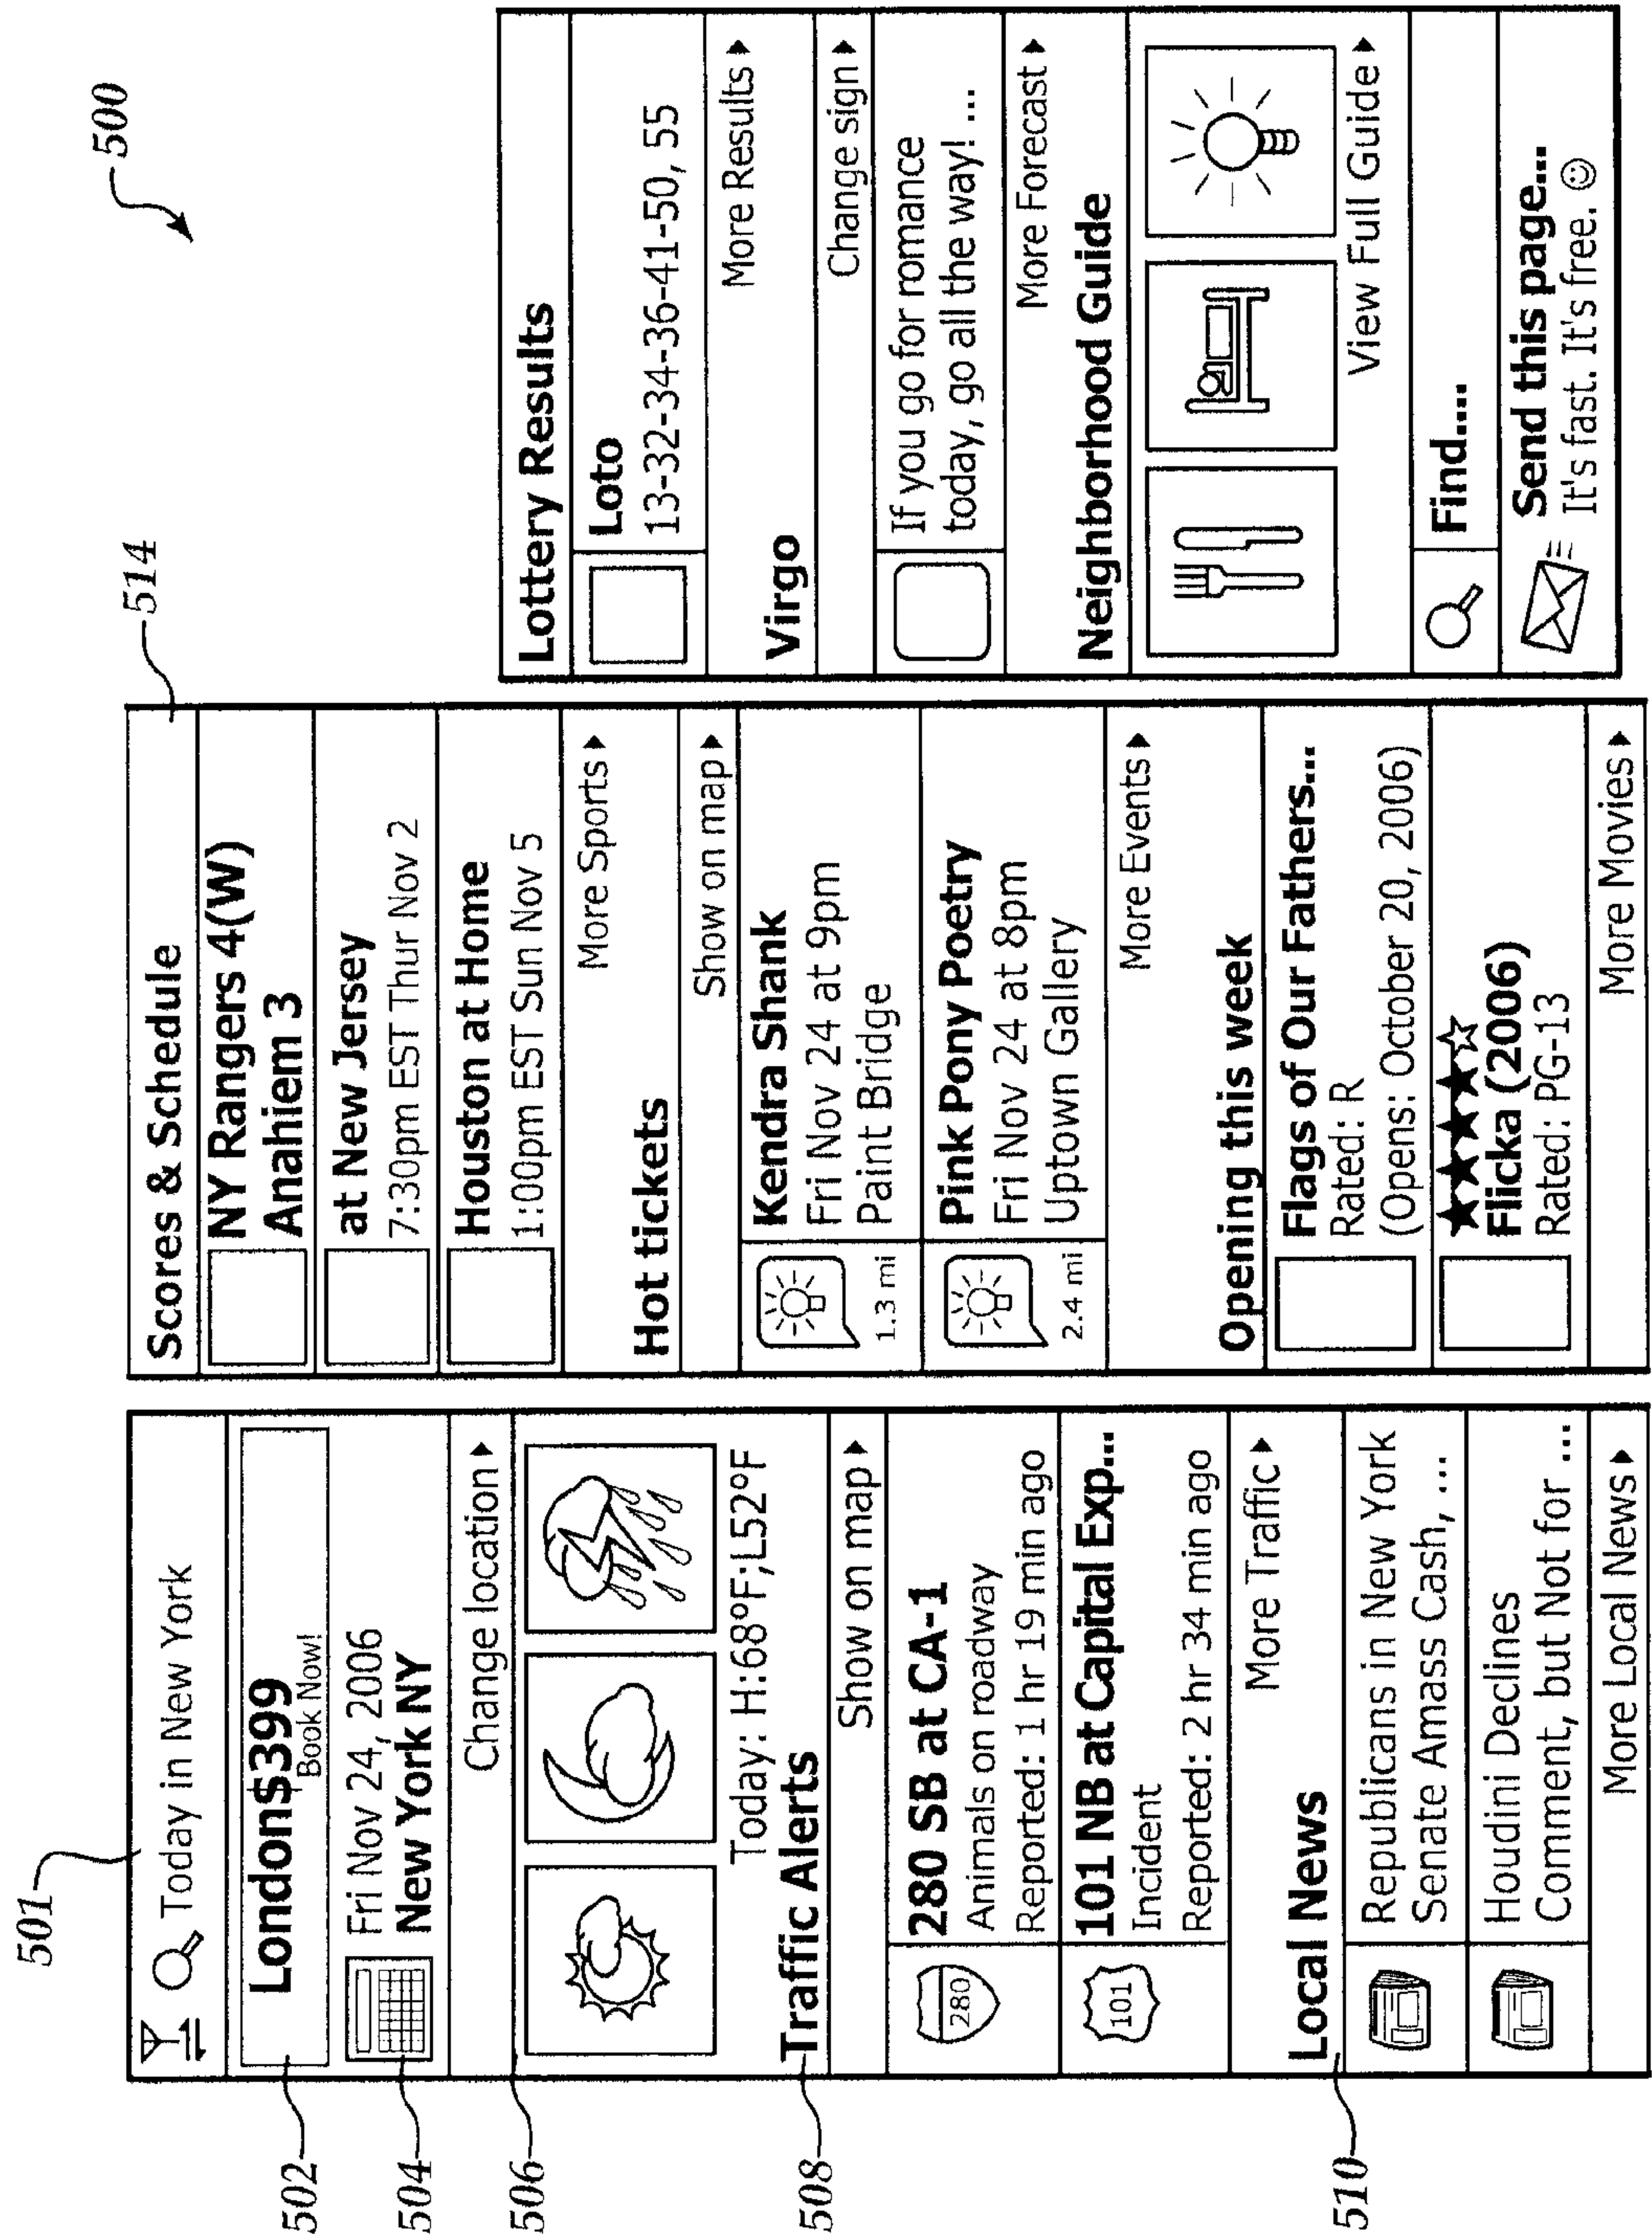 500
501
Today in New York
502
London$399
Book Now!
504
Fri Nov 24, 2006
New York NY
Change location
506
Today: H:68°F;L52°F
508
Traffic Alerts
Show on map
280
280 SB at CA-1
Animals on roadway
Reported: 1 hr 19 min ago
101
101 NB at Capital Exp...
Incident
Reported: 2 hr 34 min ago
More Traffic
510
Local News
Republicans in New York
Senate Amass Cash, ...
Houdini Declines
Comment, but Not for ...
More Local News
514
Scores & Schedule
NY Rangers 4(W)
Anahiem 3
at New Jersey
7:30pm EST Thur Nov 2
Houston at Home
1:00pm EST Sun Nov 5
More Sports
Hot tickets
Show on map
Kendra Shank
Fri Nov 24 at 9pm
Paint Bridge
1.3 mi
Pink Pony Poetry
Fri Nov 24 at 8pm
Uptown Gallery
2.4 mi
More Events
Opening this week
Flags of Our Fathers...
Rated: R
(Opens: October 20, 2006)
Flicka (2006)
Rated: PG-13
More Movies
Lottery Results
Loto
13-32-34-36-41-50, 55
More Results
Virgo
Change sign
If you go for romance
today, go all the way! ...
More Forecast
Neighborhood Guide
View Full Guide
Find....
Send this page...
It's fast. It's free. ☺